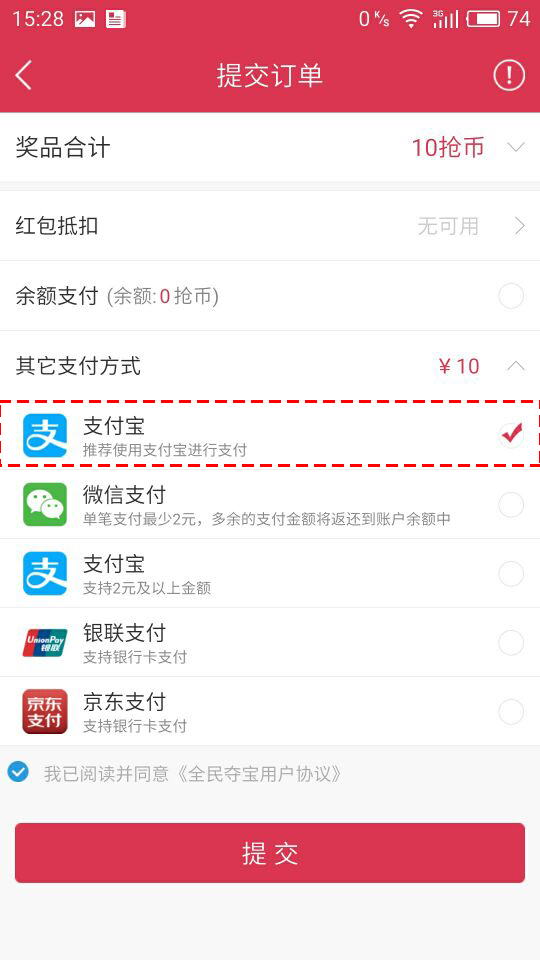 15:28
0 K/s
3G
74
提交订单
奖品合计
10抢币
红包抵扣
无可用
余额支付 (余额:0抢币)
其它支付方式
¥10
支 支付宝
推荐使用支付宝进行支付
微信支付
单笔支付最少2元，多余的支付金额将返还到账户余额中
支 支付宝
支持2元及以上金额
UnionPay
银联
银联支付
支持银行卡支付
京东
支付
京东支付
支持银行卡支付
我已阅读并同意《全民夺宝用户协议》
提 交